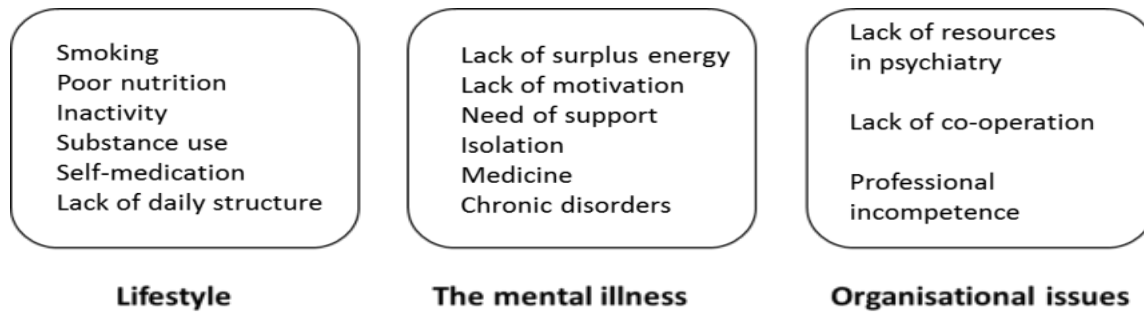 Smoking
Poor nutrition
Inactivity
Substance use
Self-medication
Lack of daily structure
Lifestyle
Lack of surplus energy
Lack of motivation
Need of support
Isolation
Medicine
Chronic disorders
The mental illness
Lack of resources
in psychiatry
Lack of co-operation
Professional
incompetence
Organisational issues